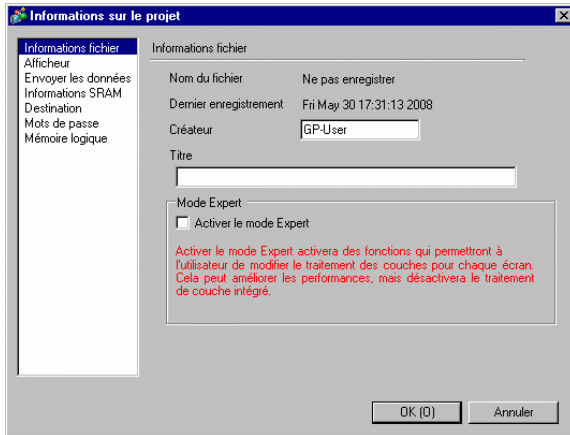 Informations sur le projet
Informations fichier
Afficheur
Envoyer les données
Informations SRAM
Destination
Mots de passe
Mémoire logique
Informations fichier
Nom du fichier Ne pas enregistrer
Dernier enregistrement Fri May 30 17:31:13 2008
Créateur GP-User
Titre
Mode Expert
Activer le mode Expert
Activer le mode Expert activera des fonctions qui permettront à
l'utilisateur de modifier le traitement des couches pour chaque écran.
Cela peut améliorer les performances, mais désactivera le traitement
de couche intégré.
OK (O) Annuler